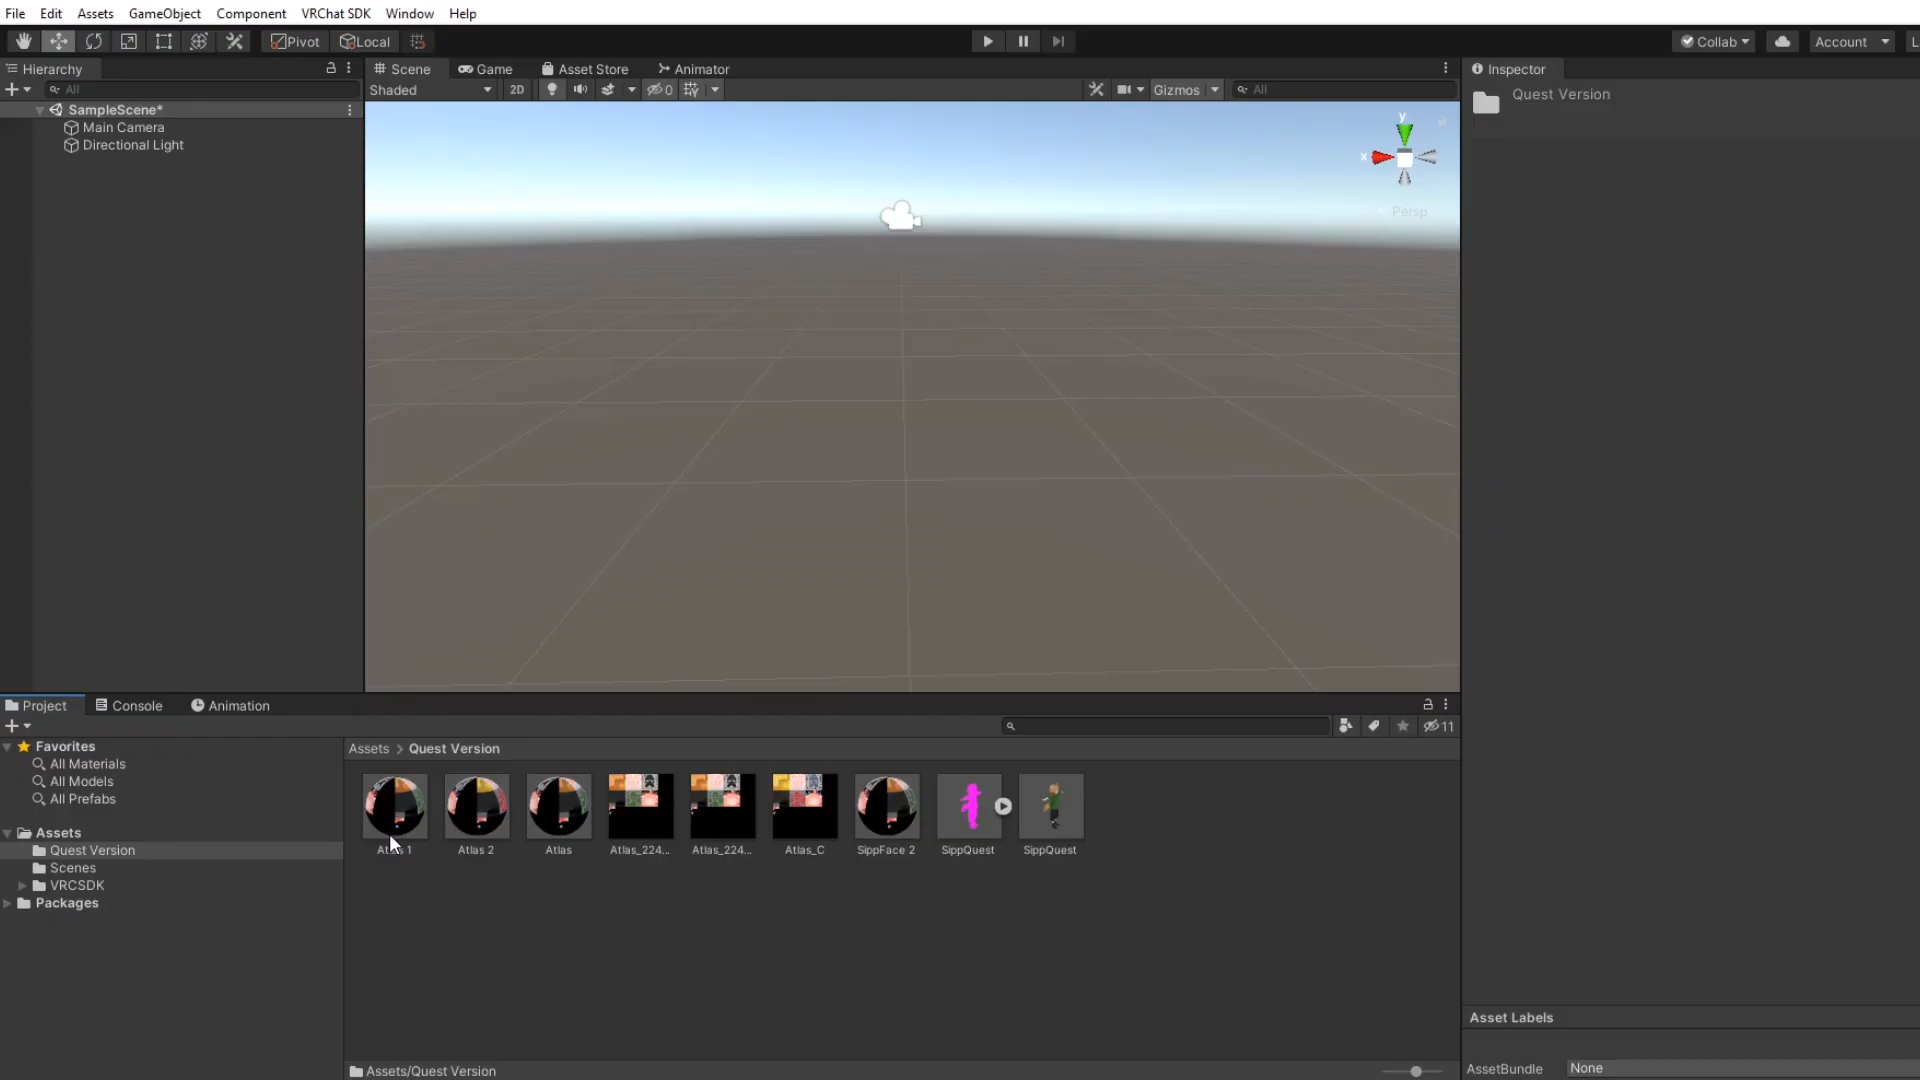 File Edit Assets GameObject Component VRChat SDK Window Help
Pivot Local Collab Account
Hierarchy
All
SampleScene*
Main Camera
Directional Light
Scene Game Asset Store Animator
Shaded 2D 0 Gizmos All
y
x
Persp
Inspector
Quest Version
Project Console Animation
11
Favorites
All Materials
All Models
All Prefabs
Assets
Quest Version
Scenes
VRCSDK
Packages
Assets > Quest Version
Atlas 1 Atlas 2 Atlas Atlas_224... Atlas_224... Atlas_C SippFace 2 SippQuest SippQuest
Assets/Quest Version
Asset Labels
AssetBundle None